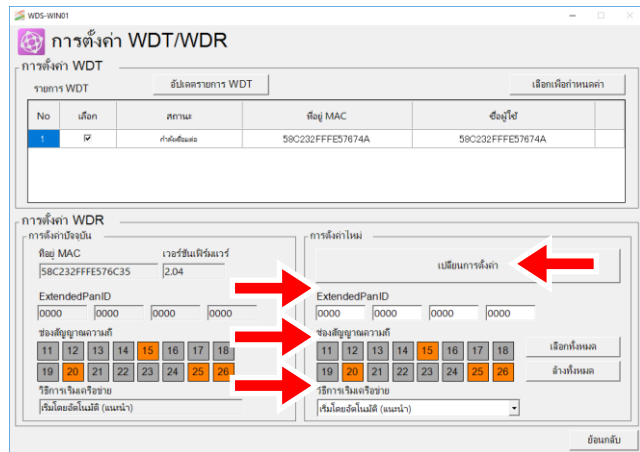 WDS-WIN01
การตั้งค่า WDT/WDR
การตั้งค่า WDT
รายการ WDT
อัปเดตรายการ WDT
เลือกเพื่อกำหนดค่า
No เลือก สถานะ ที่อยู่ MAC ชื่อผู้ใช้
1 กำลังเชื่อมต่อ 58C232FFFE57674A 58C232FFFE57674A
การตั้งค่า WDR
การตั้งค่าปัจจุบัน
ที่อยู่ MAC เวอร์ชันเฟิร์มแวร์
58C232FFFE576C35 2.04
ExtendedPanID
0000 0000 0000 0000
ช่องสัญญาณความถี่
11 12 13 14 15 16 17 18
19 20 21 22 23 24 25 26
วิธีการเริ่มเครือข่าย
เริ่มโดยอัตโนมัติ (แนะนำ)
การตั้งค่าใหม่
เปลี่ยนการตั้งค่า
ExtendedPanID
0000 0000 0000 0000
ช่องสัญญาณความถี่
11 12 13 14 15 16 17 18
เลือกทั้งหมด
19 20 21 22 23 24 25 26
ล้างทั้งหมด
วิธีการเริ่มเครือข่าย
เริ่มโดยอัตโนมัติ (แนะนำ)
ย้อนกลับ